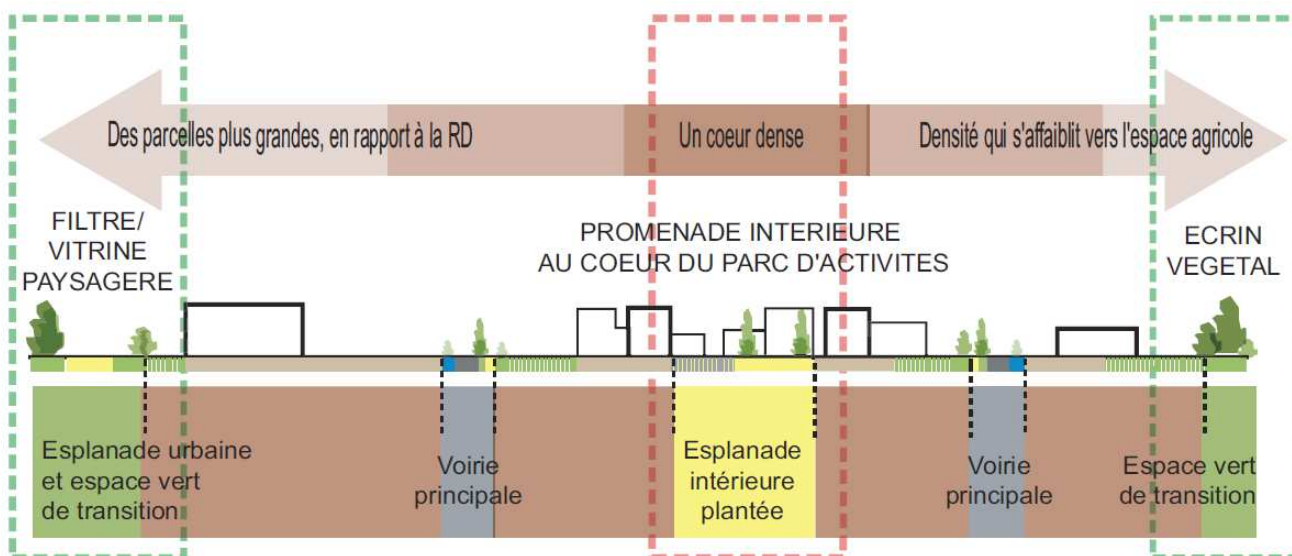 Des parcelles plus grandes, en rapport à la RD
Un coeur dense
Densité qui s'affaiblit vers l'espace agricole
FILTRE/
VITRINE
PAYSAGERE
PROMENADE INTERIEURE
AU COEUR DU PARC D'ACTIVITES
ECRIN
VEGETAL
Esplanade urbaine
et espace vert
de transition
Voirie
principale
Esplanade
intérieure
plantée
Voirie
principale
Espace vert
de transition